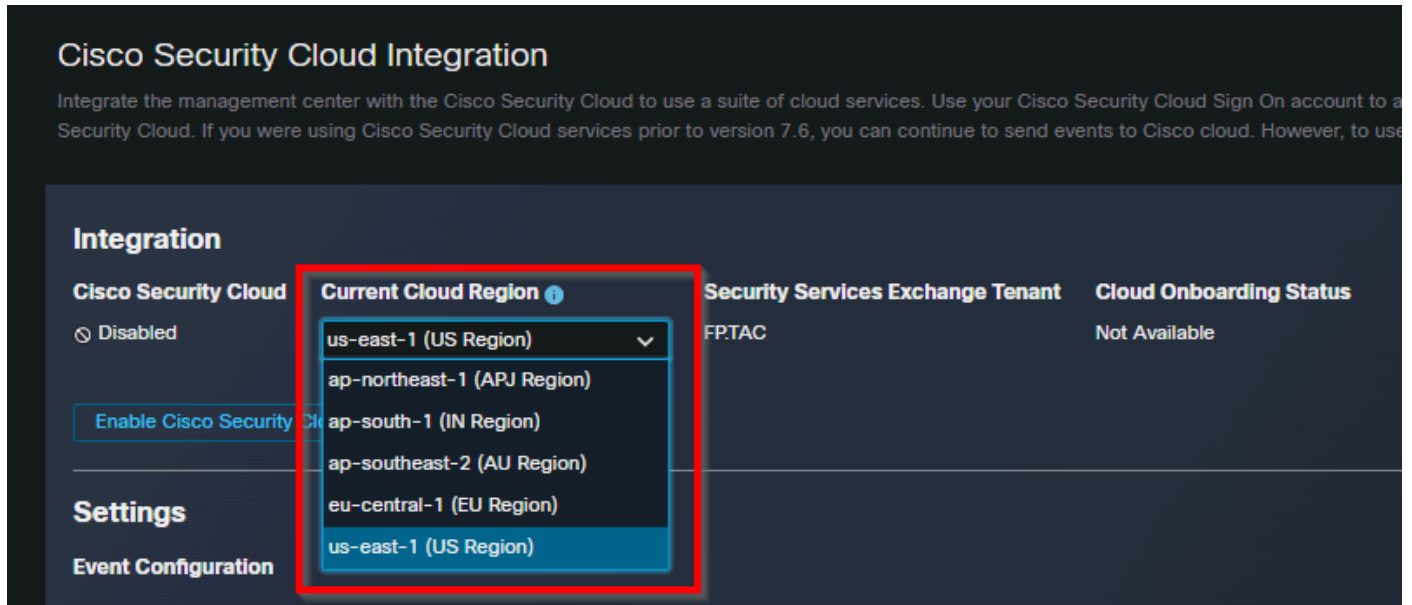 Cisco Security Cloud Integration
Integrate the management center with the Cisco Security Cloud to use a suite of cloud services. Use your Cisco Security Cloud Sign On account to a
Security Cloud. If you were using Cisco Security Cloud services prior to version 7.6, you can continue to send events to Cisco cloud. However, to use
Integration
Cisco Security Cloud
Current Cloud Region
Security Services Exchange Tenant
Cloud Onboarding Status
Disabled
us-east-1 (US Region)
FP.TAC
Not Available
ap-northeast-1 (APJ Region)
Enable Cisco Security Clo
ap-south-1 (IN Region)
ap-southeast-2 (AU Region)
Settings
eu-central-1 (EU Region)
us-east-1 (US Region)
Event Configuration